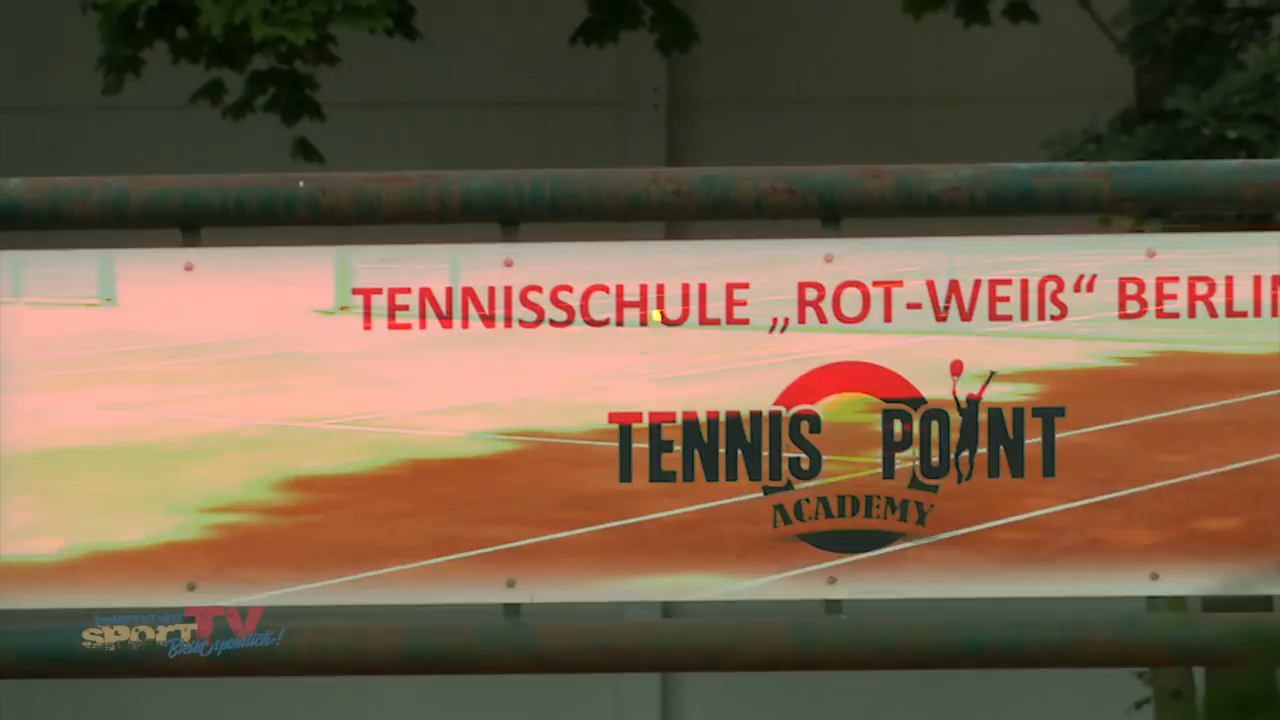 TENNISSCHULE „ROT-WEIß“ BERLIN
TENNIS POINT
ACADEMY
SPORT TV